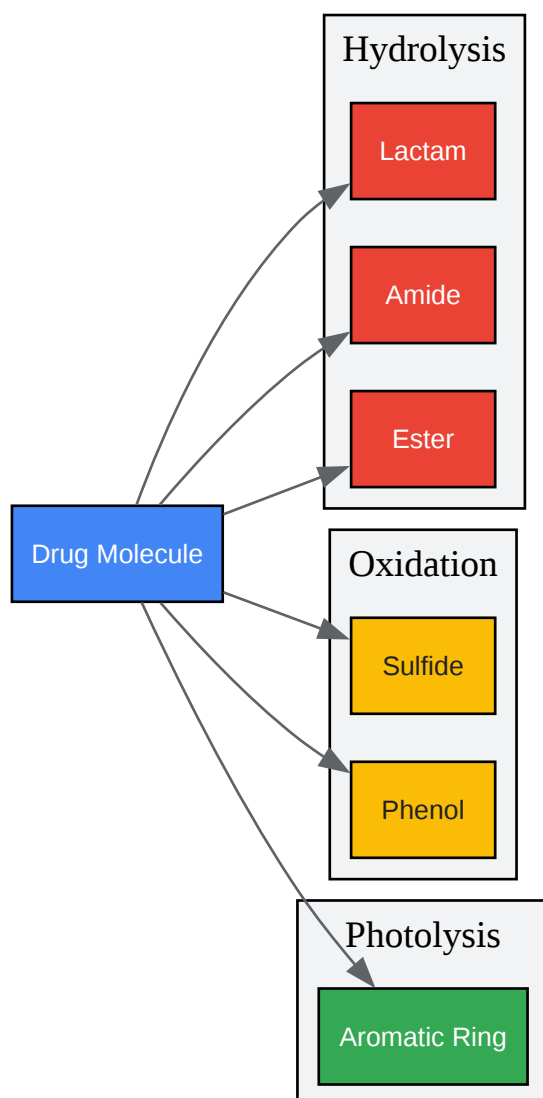 Hydrolysis
Lactam
Amide
Ester
Drug Molecule
Oxidation
Sulfide
Phenol
Photolysis
Aromatic Ring